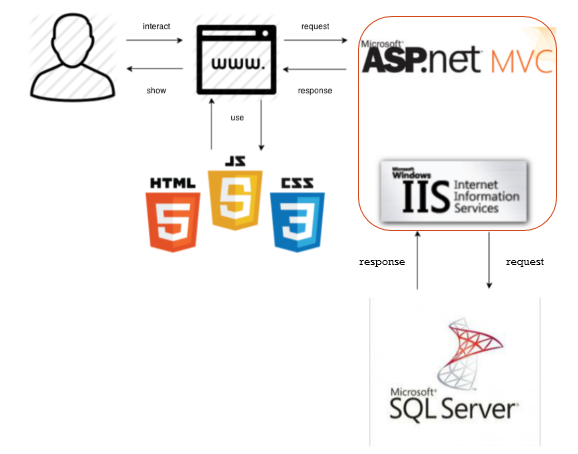 interact
request
www.
Microsoft®
ASP.net MVC
show
response
use
JS
HTML
CSS
5
5
3
Microsoft
Windows
IIS Internet
Information
Services
response
request
Microsoft®
SQL Server®